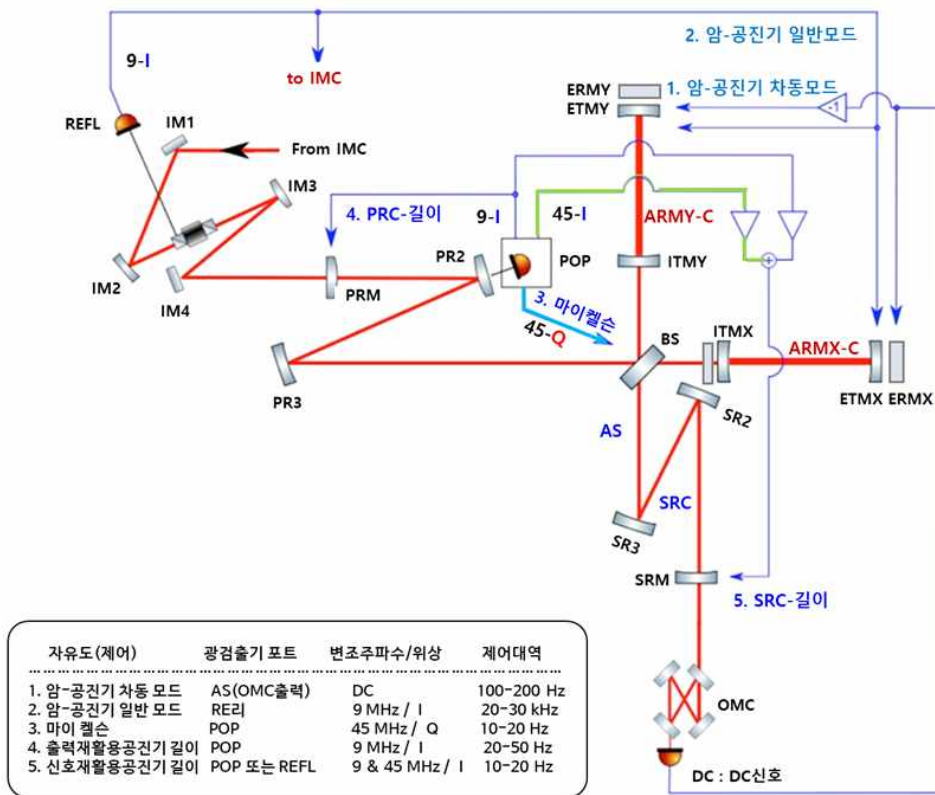 2. 암-공진기 일반모드
9-I
to IMC
ERMY
1. 암-공진기 차동모드
ETMY
-1
REFL
IM1
From IMC
IM3
4. PRC-길이
9-I
45-I
ARMY-C
PR2
POP
ITMY
IM2
IM4
PRM
3. 마이켈슨
45-Q
BS
ITMX
ARMX-C
PR3
ETMX
ERMX
SR2
AS
SRC
SR3
SRM
5. SRC-길이
OMC
DC : DC신호
자유도(제어) 광검출기 포트 변조주파수/위상 제어대역
1. 암-공진기 차동 모드 AS(OMC출력) DC 100-200 Hz
2. 암-공진기 일반 모드 RE리 9 MHz / I 20-30 kHz
3. 마이 켈슨 POP 45 MHz / Q 10-20 Hz
4. 출력재활용공진기 길이 POP 9 MHz / I 20-50 Hz
5. 신호재활용공진기 길이 POP 또는 REFL 9 & 45 MHz / I 10-20 Hz